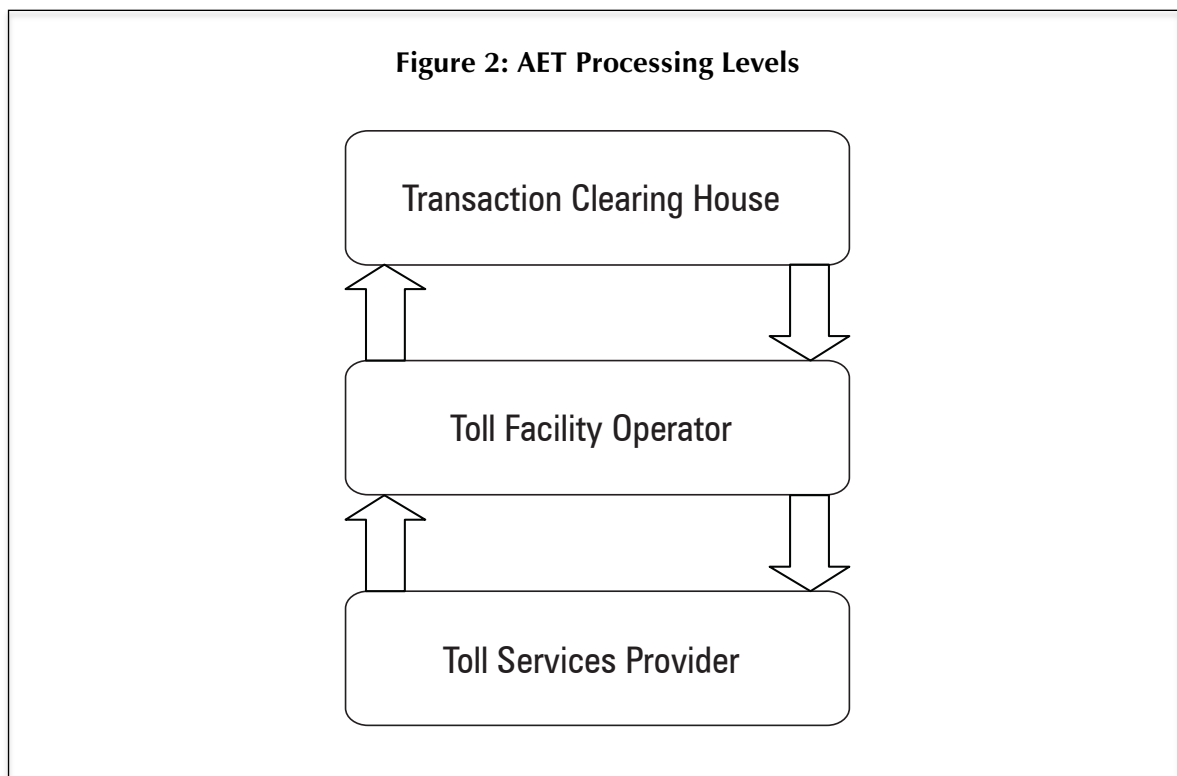 Figure 2: AET Processing Levels
Transaction Clearing House
Toll Facility Operator
Toll Services Provider